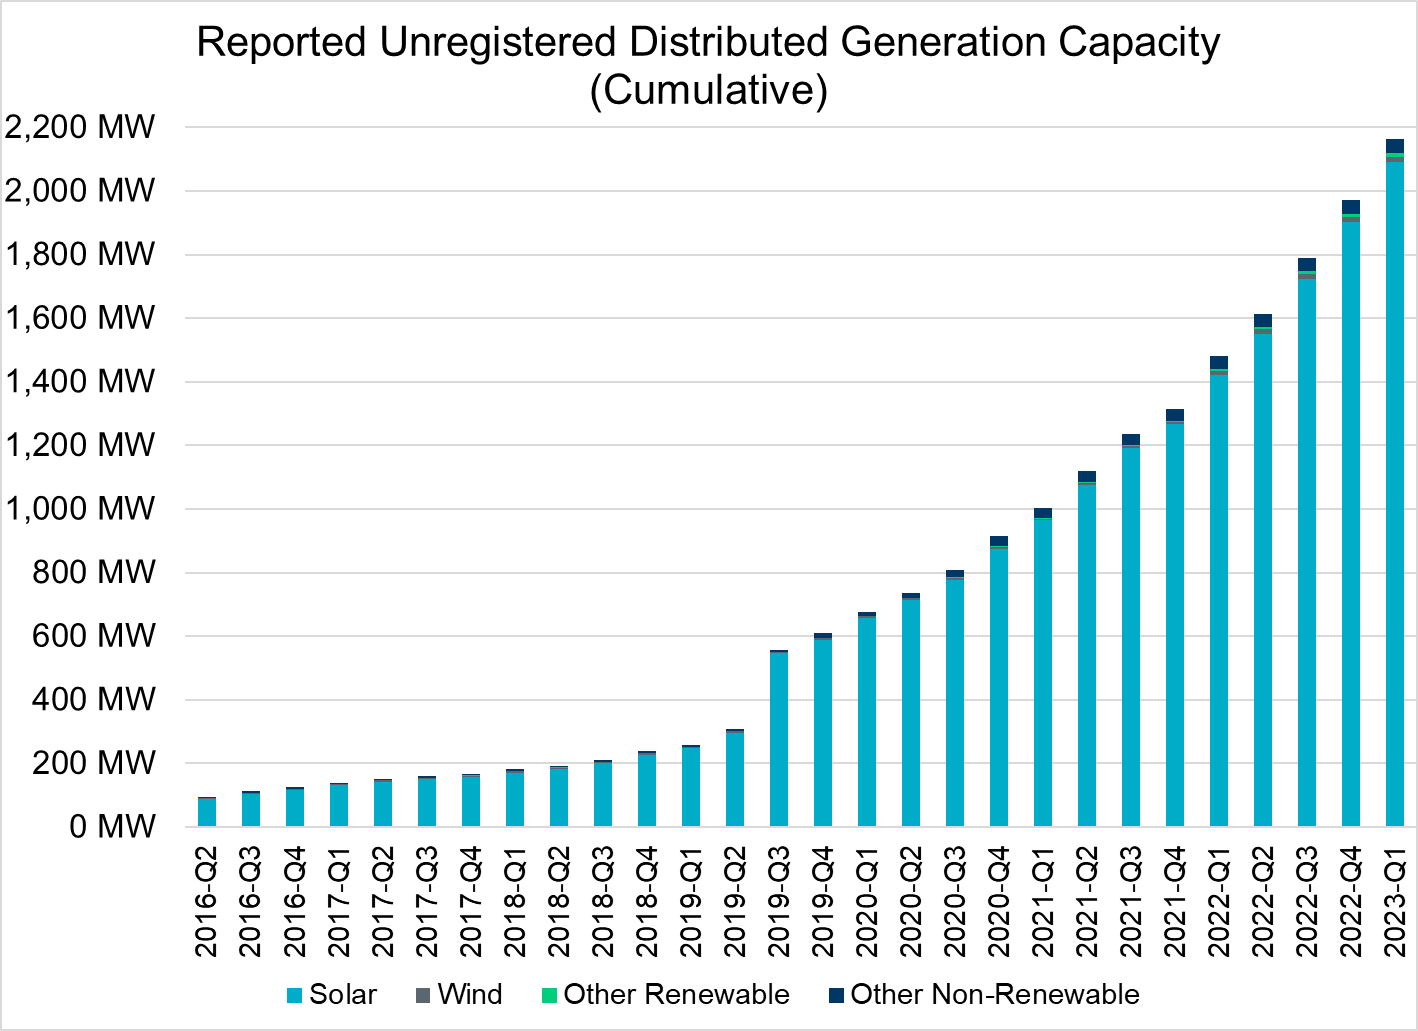 Reported Unregistered Distributed Generation Capacity
(Cumulative)
2,200 MW
2,000 MW
1,800 MW
1,600 MW
1,400 MW
1,200 MW
1,000 MW
800 MW
600 MW
400 MW
200 MW
0 MW
2016-Q2
2016-Q3
2016-Q4
2017-Q1
2017-Q2
2017-Q3
2017-Q4
2018-Q1
2018-Q2
2018-Q3
2018-Q4
2019-Q1
2019-Q2
2019-Q3
2019-Q4
2020-Q1
2020-Q2
2020-Q3
2020-Q4
2021-Q1
2021-Q2
2021-Q3
2021-Q4
2022-Q1
2022-Q2
2022-Q3
2022-Q4
2023-Q1
Solar Wind Other Renewable Other Non-Renewable